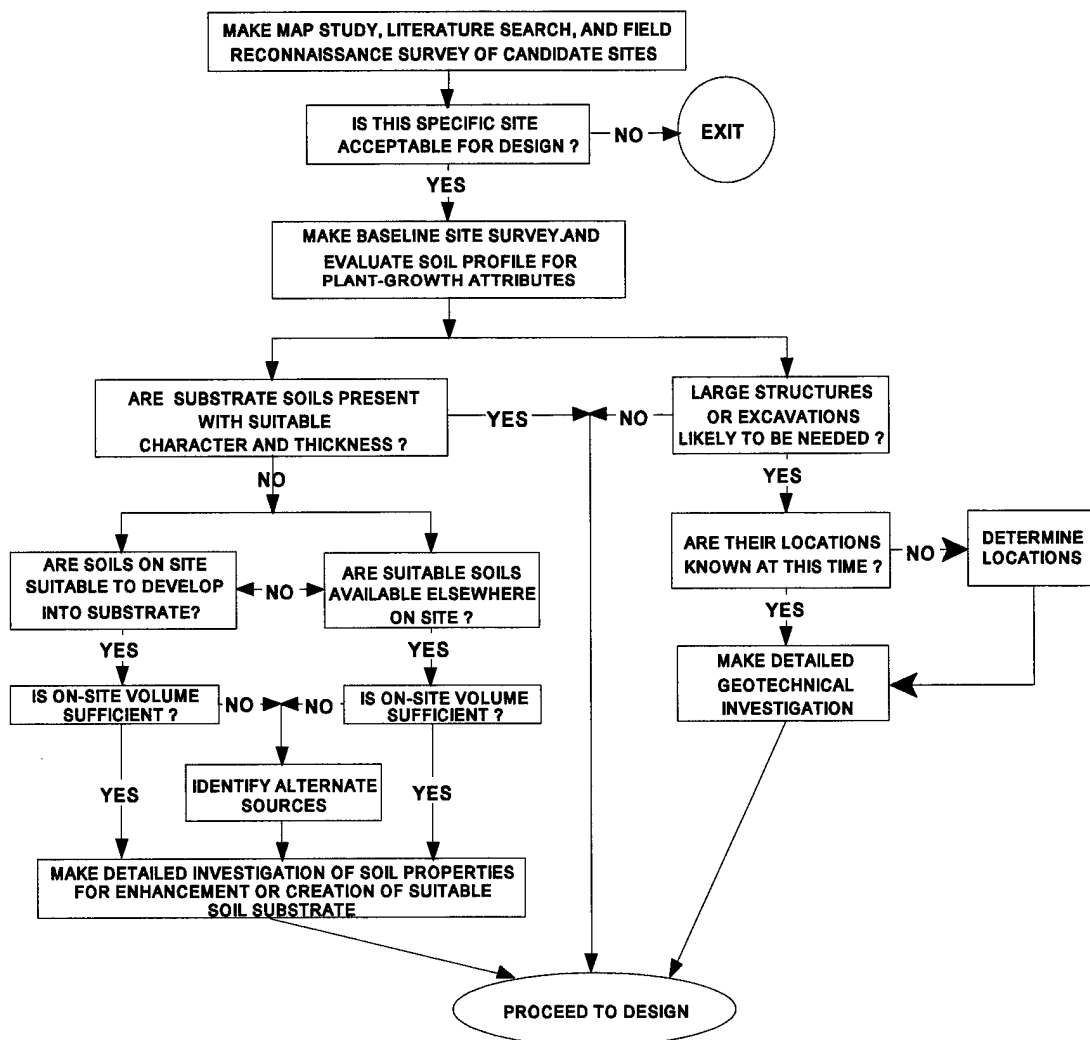 MAKE MAP STUDY, LITERATURE SEARCH, AND FIELD
RECONNAISSANCE SURVEY OF CANDIDATE SITES
IS THIS SPECIFIC SITE
ACCEPTABLE FOR DESIGN ?
NO
EXIT
YES
MAKE BASELINE SITE SURVEY.AND
EVALUATE SOIL PROFILE FOR
PLANT-GROWTH ATTRIBUTES
ARE SUBSTRATE SOILS PRESENT
WITH SUITABLE
CHARACTER AND THICKNESS ?
YES
NO
LARGE STRUCTURES
OR EXCAVATIONS
LIKELY TO BE NEEDED ?
NO
YES
ARE SOILS ON SITE
SUITABLE TO DEVELOP
INTO SUBSTRATE?
NO
ARE SUITABLE SOILS
AVAILABLE ELSEWHERE
ON SITE ?
ARE THEIR LOCATIONS
KNOWN AT THIS TIME ?
NO
DETERMINE
LOCATIONS
YES
YES
YES
IS ON-SITE VOLUME
SUFFICIENT ?
NO
NO
IS ON-SITE VOLUME
SUFFICIENT ?
MAKE DETAILED
GEOTECHNICAL
INVESTIGATION
YES
IDENTIFY ALTERNATE
SOURCES
YES
MAKE DETAILED INVESTIGATION OF SOIL PROPERTIES
FOR ENHANCEMENT OR CREATION OF SUITABLE
SOIL SUBSTRATE
PROCEED TO DESIGN